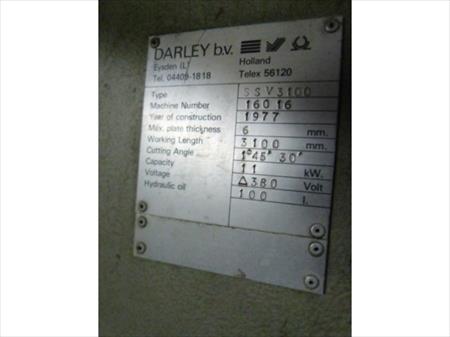 DARLEY b.v.
Eysden (L) Holland
Tel. 04409-1818 Telex 56120
Type SSV3100
Machine Number 16016
Year of construction 1977
Max. plate thickness 6 mm.
Working Length 3100 mm.
Cutting Angle 1°45' 30'
Capacity 11 kW.
Voltage Δ380 Volt
Hydraulic oil 100 l.